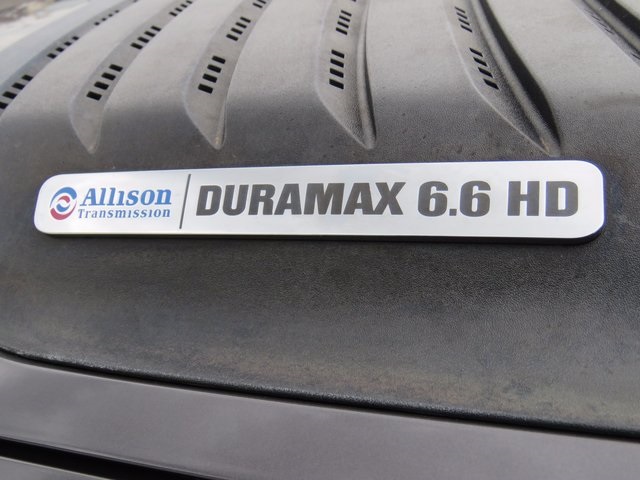 Allison
Transmission
DURAMAX 6.6 HD